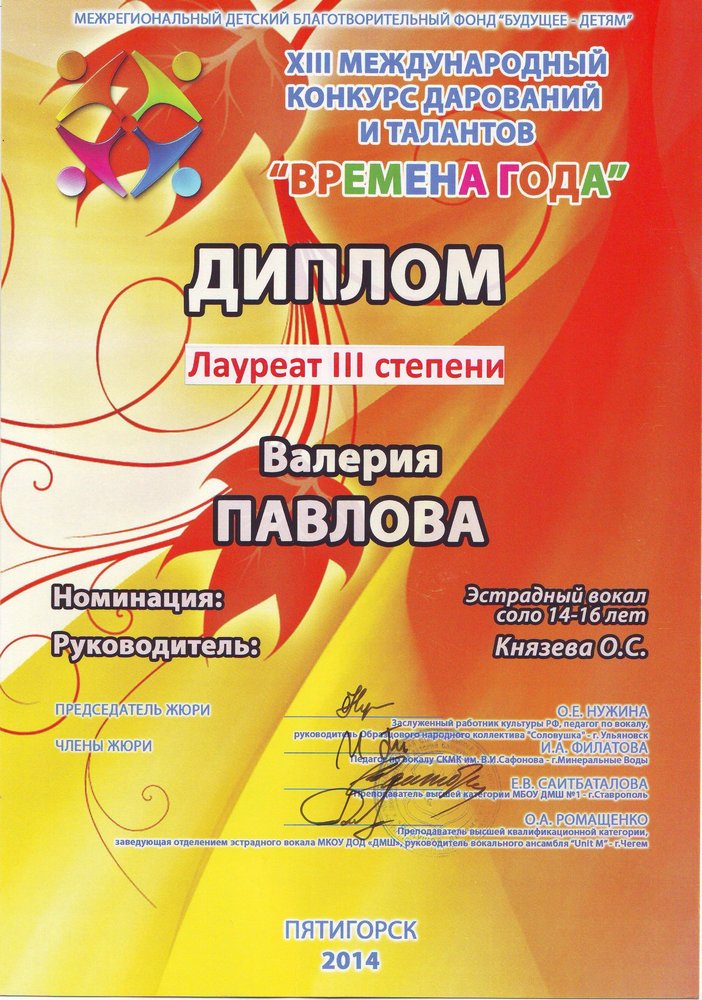 МЕЖРЕГИОНАЛЬНЫЙ ДЕТСКИЙ БЛАГОТВОРИТЕЛЬНЫЙ ФОНД "БУДУЩЕЕ - ДЕТЯМ"
XIII МЕЖДУНАРОДНЫЙ
КОНКУРС ДАРОВАНИЙ
И ТАЛАНТОВ
"ВРЕМЕНА ГОДА"
ДИПЛОМ
Лауреат III степени
Валерия
ПАВЛОВА
Номинация:
Эстрадный вокал
соло 14-16 лет
Руководитель:
Князева О.С.
ПРЕДСЕДАТЕЛЬ ЖЮРИ
О.Е. НУЖИНА
Заслуженный работник культуры РФ, педагог по вокалу,
руководитель Образцового народного коллектива "Соловушка" - г. Ульяновск
ЧЛЕНЫ ЖЮРИ
И.А. ФИЛАТОВА
Педагог по вокалу СКМК им. В.И.Сафонова - г.Минеральные Воды
Е.В. САИТБАТАЛОВА
Преподаватель высшей категории МБОУ ДМШ №1 - г.Ставрополь
О.А. РОМАЩЕНКО
Преподаватель высшей квалификационной категории,
заведующая отделением эстрадного вокала МКОУ ДОД «ДМШ», руководитель вокального ансамбля "Unit M" - г.Чегем
ПЯТИГОРСК
2014